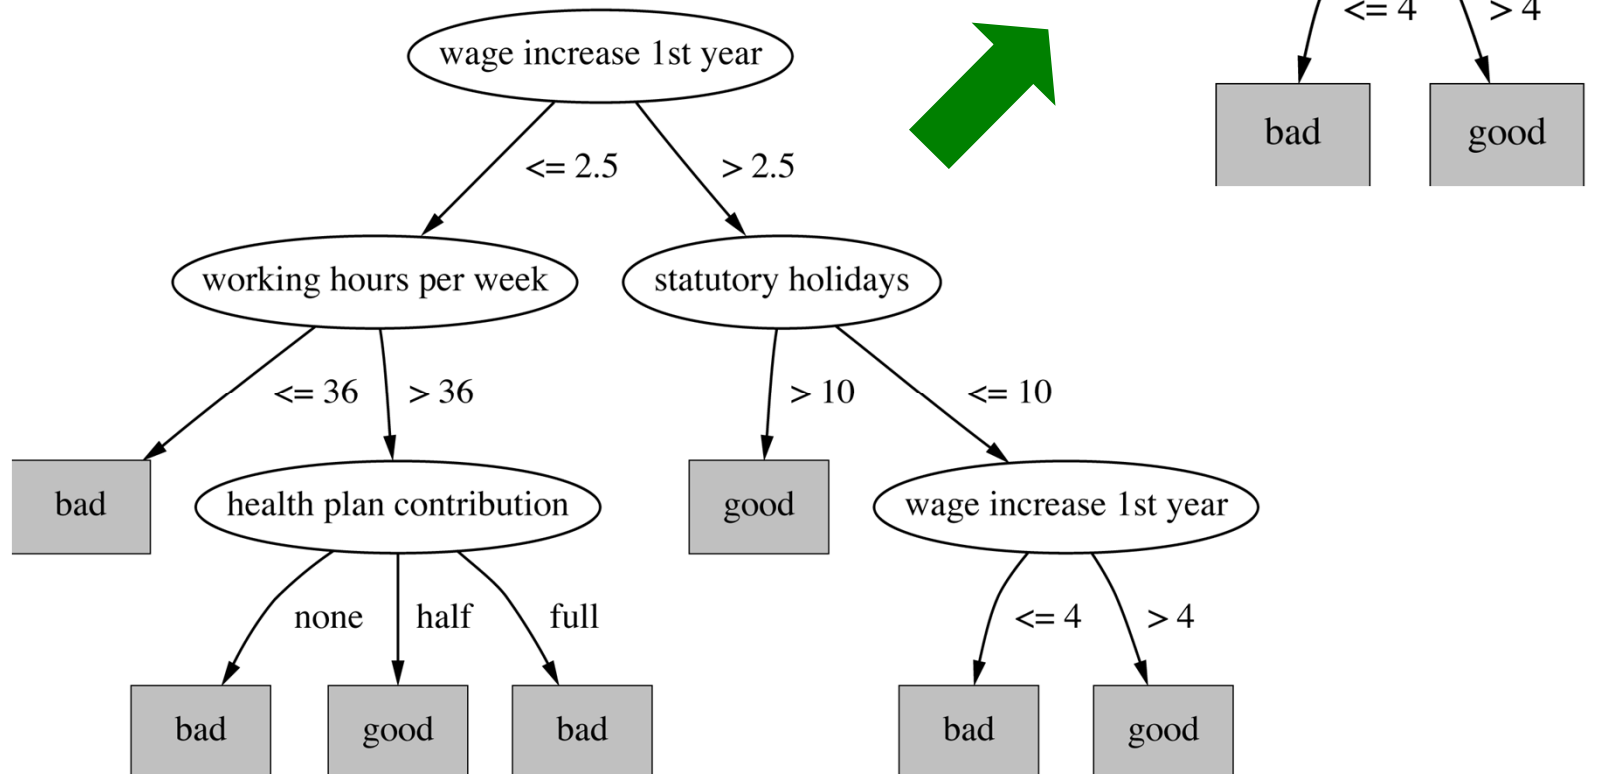 <= 4
> 4
bad
good
wage increase 1st year
<= 2.5
> 2.5
working hours per week
statutory holidays
<= 36
> 36
> 10
<= 10
bad
health plan contribution
good
wage increase 1st year
none
half
full
<= 4
> 4
bad
good
bad
bad
good